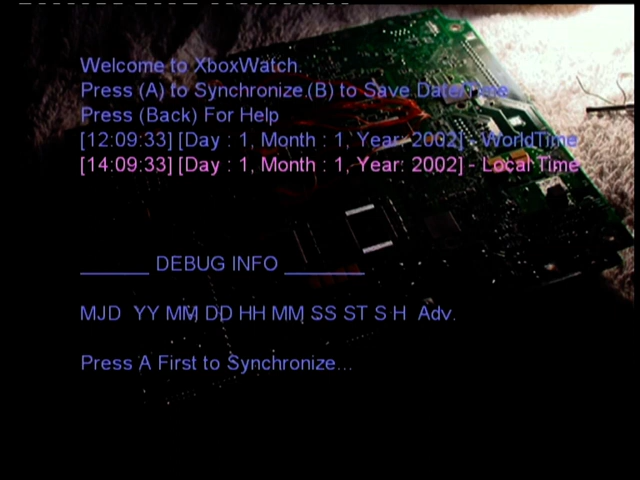 Welcome to XboxWatch.
Press (A) to Synchronize.(B) to Save Date/Time
Press (Back) For Help
[12:09:33] [Day : 1, Month : 1, Year: 2002] - WorldTime
[14:09:33] [Day : 1, Month : 1, Year: 2002] - Local Time
_______ DEBUG INFO ________
MJD YY MM DD HH MM SS ST S H Adv.
Press A First to Synchronize...